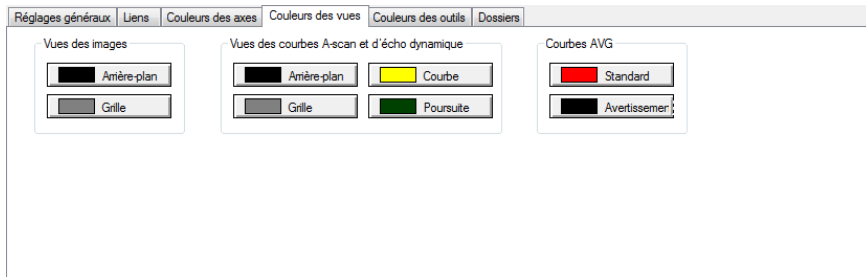 Réglages généraux Liens Couleurs des axes Couleurs des vues Couleurs des outils Dossiers
Vues des images Vues des courbes A-scan et d'écho dynamique Courbes AVG
Arrière-plan Arrière-plan Courbe Standard
Grille Grille Poursuite Avertissemer